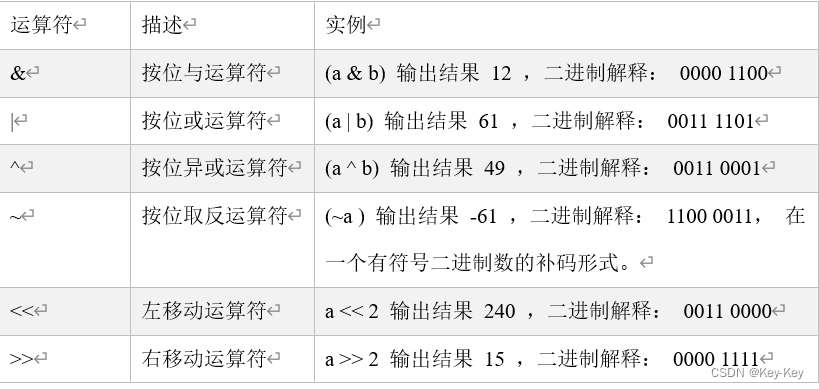 运算符↵ 描述↵ 实例↵
&↵ 按位与运算符↵ (a & b) 输出结果 12 ，二进制解释： 0000 1100↵
|↵ 按位或运算符↵ (a | b) 输出结果 61 ，二进制解释： 0011 1101↵
^↵ 按位异或运算符↵ (a ^ b) 输出结果 49 ，二进制解释： 0011 0001↵
~↵ 按位取反运算符↵ (~a ) 输出结果 -61 ，二进制解释： 1100 0011， 在
一个有符号二进制数的补码形式。↵
<<↵ 左移动运算符↵ a << 2 输出结果 240 ，二进制解释： 0011 0000↵
>>↵ 右移动运算符↵ a >> 2 输出结果 15 ，二进制解释： 0000 1111↵
CSDN @Key-Key